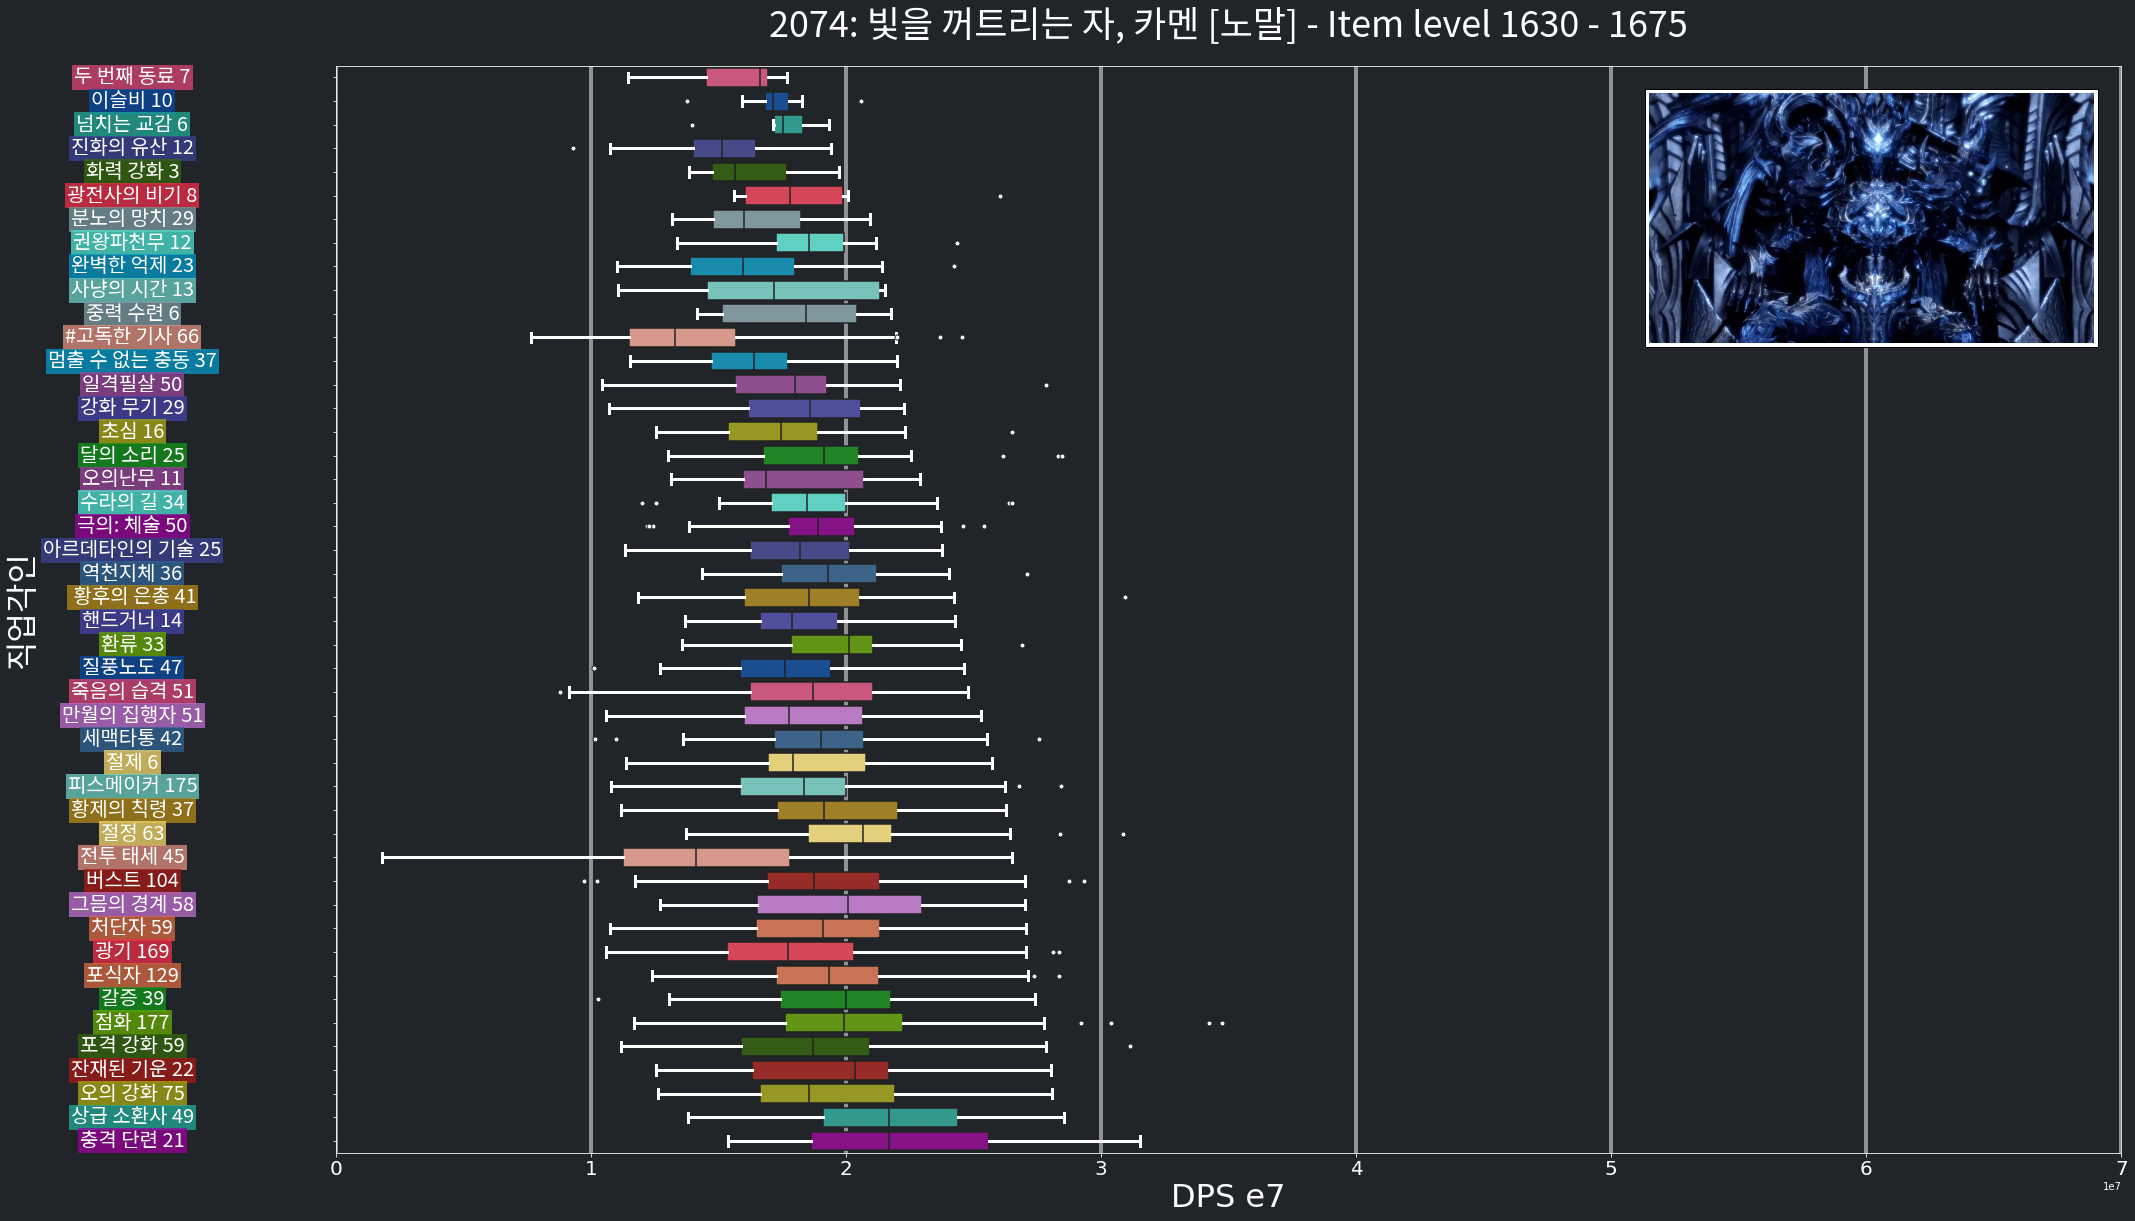 2074: 빛을 꺼트리는 자, 카멘 [노말] - Item level 1630 - 1675
두 번째 동료 7
이슬비 10
넘치는 교감 6
진화의 유산 12
화력 강화 3
광전사의 비기 8
분노의 망치 29
권왕파천무 12
완벽한 억제 23
사냥의 시간 13
중력 수련 6
#고독한 기사 66
멈출 수 없는 충동 37
일격필살 50
강화 무기 29
초심 16
달의 소리 25
오의난무 11
수라의 길 34
극의: 체술 50
아르데타인의 기술 25
역천지체 36
황후의 은총 41
핸드거너 14
환류 33
질풍노도 47
죽음의 습격 51
만월의 집행자 51
세맥타통 42
절제 6
피스메이커 175
황제의 칙령 37
절정 63
전투 태세 45
버스트 104
그믐의 경계 58
처단자 59
광기 169
포식자 129
갈증 39
점화 177
포격 강화 59
잔재된 기운 22
오의 강화 75
상급 소환사 49
충격 단련 21
직업각인
0 1 2 3 4 5 6 7
1e7
DPS e7